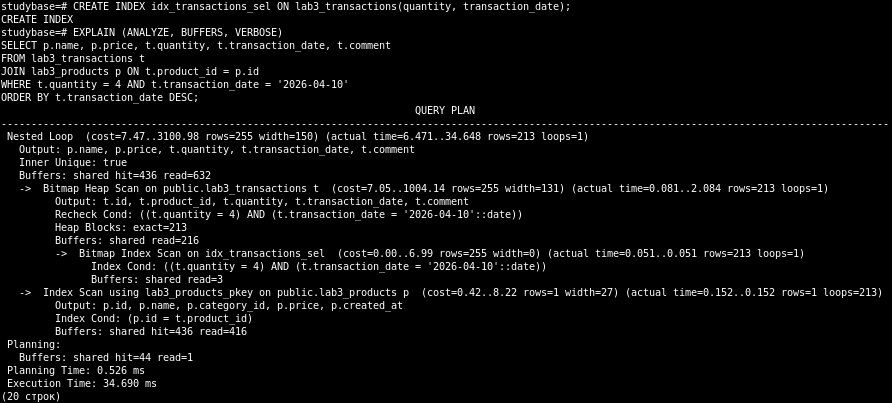 studybase=# CREATE INDEX idx_transactions_sel ON lab3_transactions(quantity, transaction_date);
CREATE INDEX
studybase=# EXPLAIN (ANALYZE, BUFFERS, VERBOSE)
SELECT p.name, p.price, t.quantity, t.transaction_date, t.comment
FROM lab3_transactions t
JOIN lab3_products p ON t.product_id = p.id
WHERE t.quantity = 4 AND t.transaction_date = '2026-04-10'
ORDER BY t.transaction_date DESC;
QUERY PLAN
----------------------------------------------------------------------------------------------------------------------------------------------------
Nested Loop  (cost=7.47..3100.98 rows=255 width=150) (actual time=6.471..34.648 rows=213 loops=1)
  Output: p.name, p.price, t.quantity, t.transaction_date, t.comment
  Inner Unique: true
  Buffers: shared hit=436 read=632
  ->  Bitmap Heap Scan on public.lab3_transactions t  (cost=7.05..1004.14 rows=255 width=131) (actual time=0.081..2.084 rows=213 loops=1)
        Output: t.id, t.product_id, t.quantity, t.transaction_date, t.comment
        Recheck Cond: ((t.quantity = 4) AND (t.transaction_date = '2026-04-10'::date))
        Heap Blocks: exact=213
        Buffers: shared read=216
        ->  Bitmap Index Scan on idx_transactions_sel  (cost=0.00..6.99 rows=255 width=0) (actual time=0.051..0.051 rows=213 loops=1)
              Index Cond: ((t.quantity = 4) AND (t.transaction_date = '2026-04-10'::date))
              Buffers: shared read=3
  ->  Index Scan using lab3_products_pkey on public.lab3_products p  (cost=0.42..8.22 rows=1 width=27) (actual time=0.152..0.152 rows=1 loops=213)
        Output: p.id, p.name, p.category_id, p.price, p.created_at
        Index Cond: (p.id = t.product_id)
        Buffers: shared hit=436 read=416
Planning:
  Buffers: shared hit=44 read=1
Planning Time: 0.526 ms
Execution Time: 34.690 ms
(20 строк)